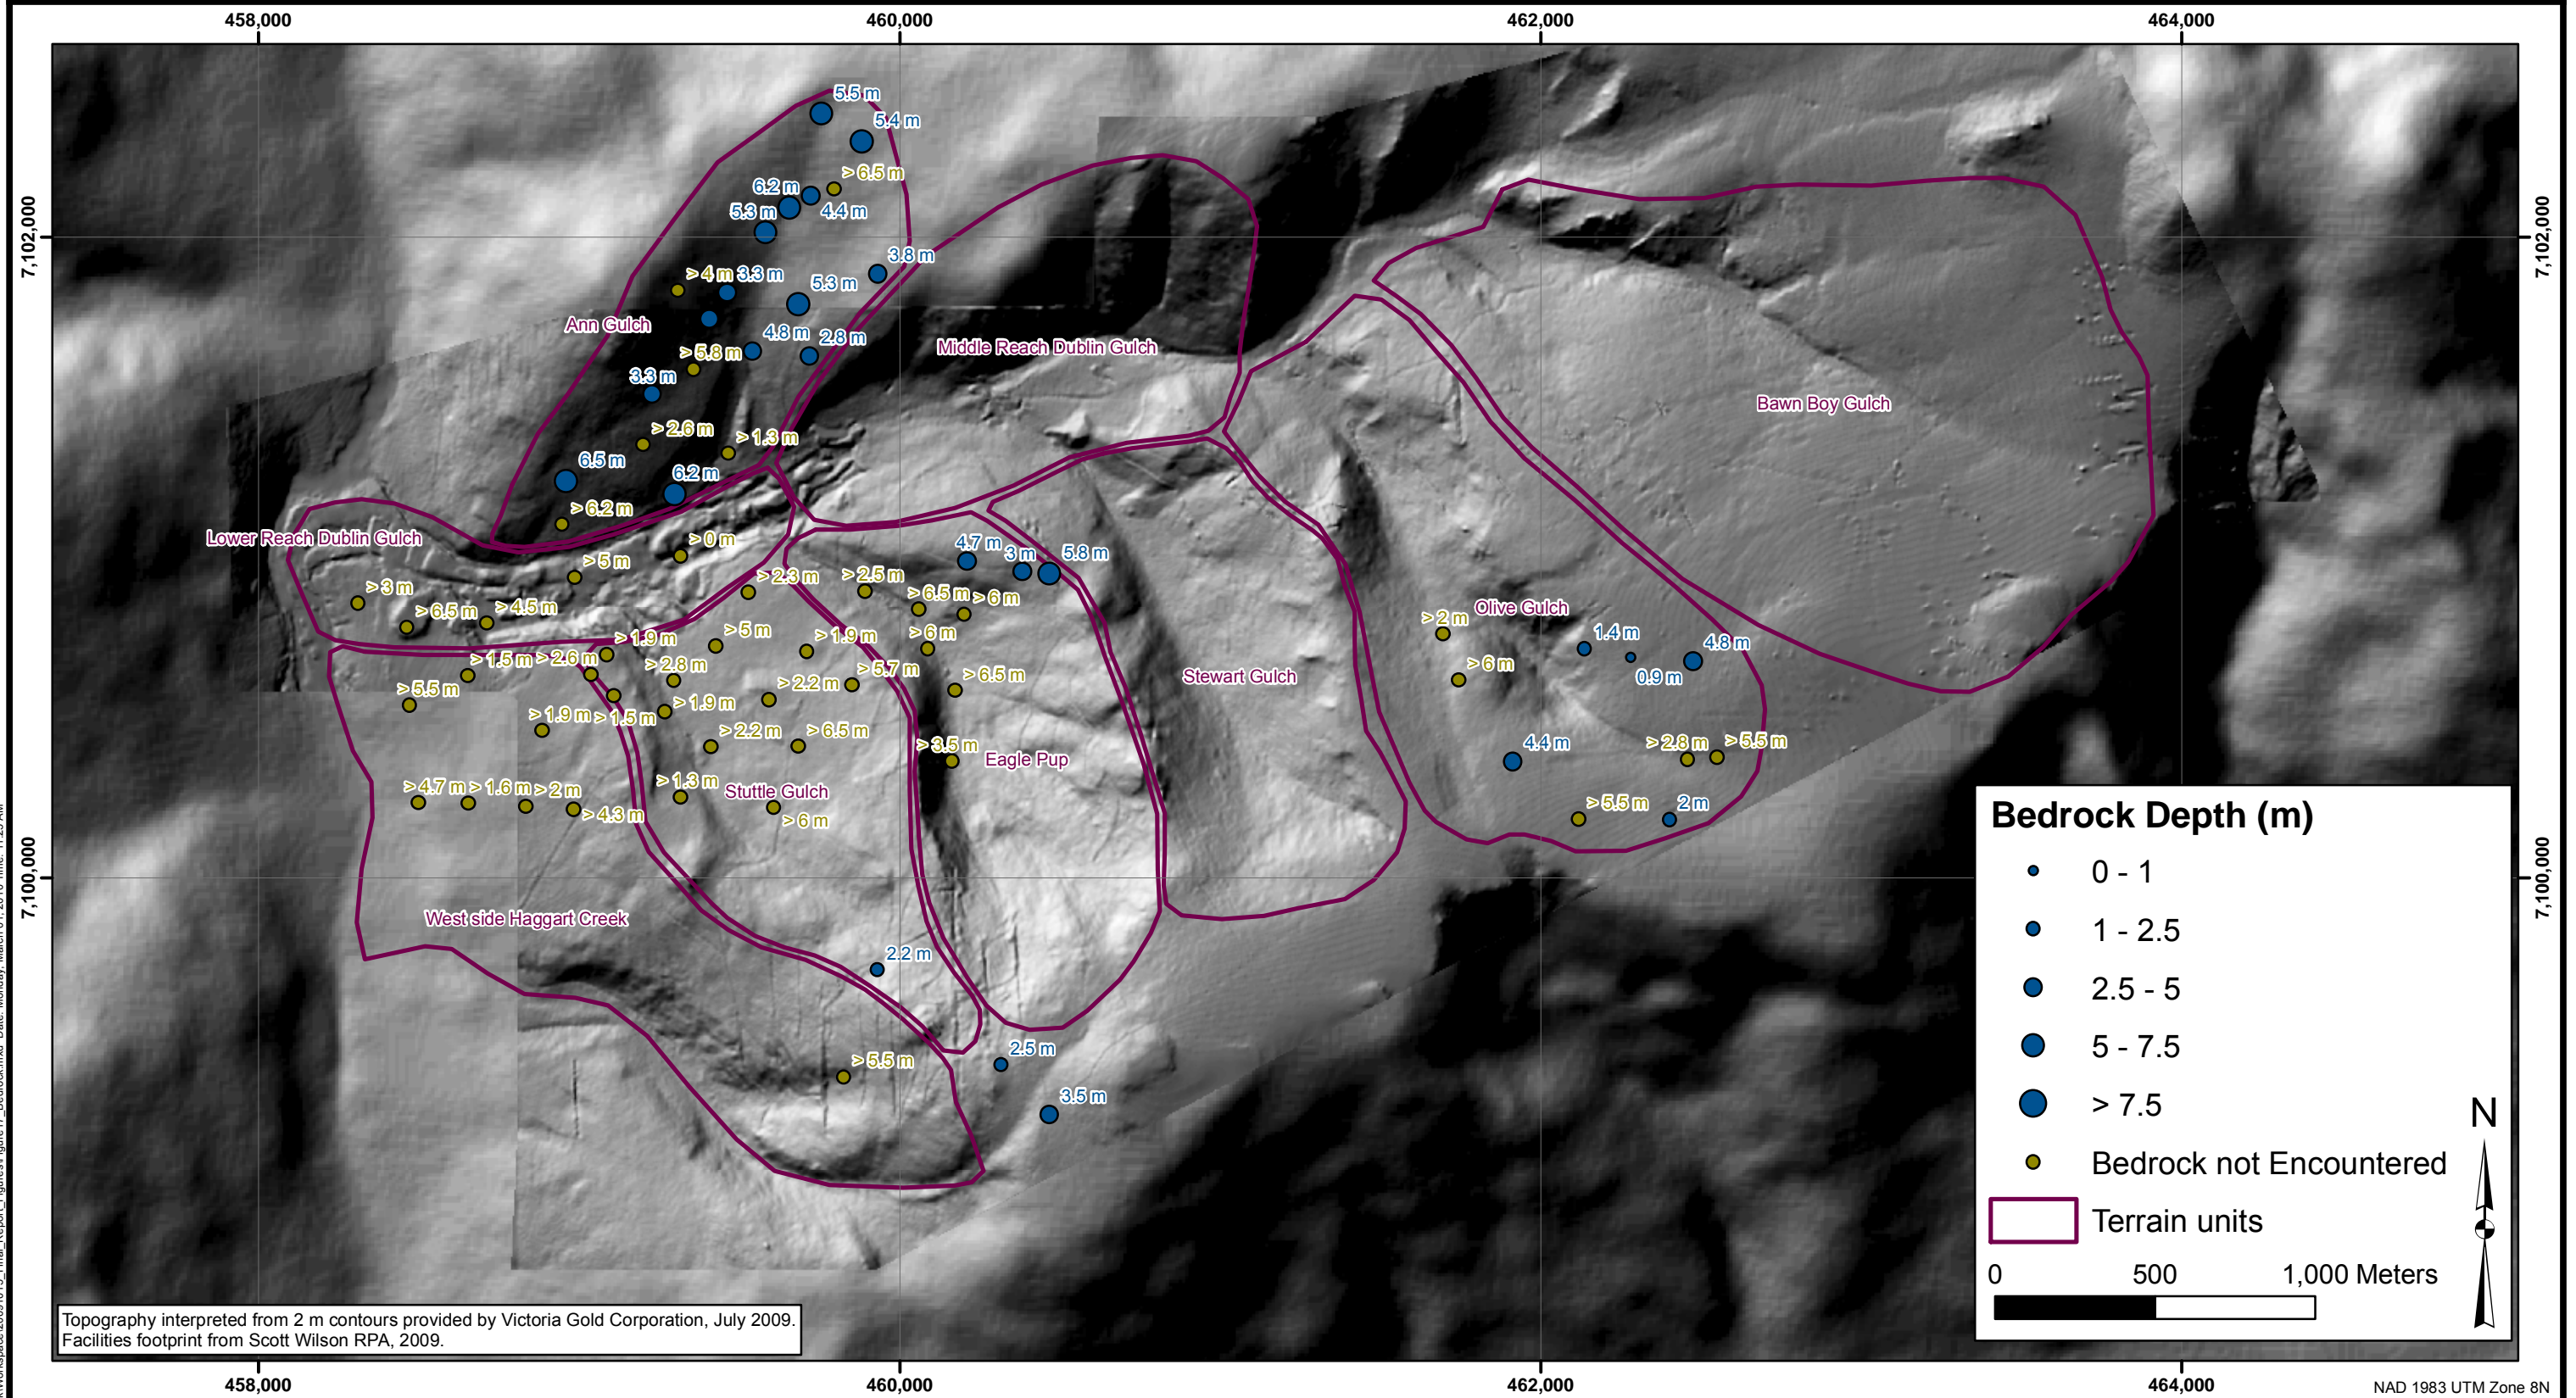 458,000
460,000
462,000
464,000
7,102,000
7,102,000
7,100,000
7,100,000
5.5 m
5.4 m
> 6.5 m
6.2 m
4.4 m
5.3 m
3.8 m
> 4 m
3.3 m
5.3 m
Ann Gulch
4.8 m
2.8 m
> 5.8 m
Middle Reach Dublin Gulch
3.3 m
Bawn Boy Gulch
> 2.6 m
> 1.3 m
6.5 m
6.2 m
> 6.2 m
Lower Reach Dublin Gulch
> 0 m
> 5 m
4.7 m
3 m
5.8 m
> 3 m
> 6.5 m
> 4.5 m
> 2.3 m
> 2.5 m
> 6.5 m
> 6 m
> 2 m
Olive Gulch
1.4 m
4.8 m
0.9 m
> 6 m
> 1.9 m
> 5 m
> 1.9 m
> 6 m
> 1.5 m
> 2.6 m
> 2.8 m
> 5.7 m
> 6.5 m
Stewart Gulch
> 5.5 m
> 2.2 m
> 1.9 m
> 1.5 m
> 1.9 m
> 2.2 m
> 6.5 m
> 3.5 m
Eagle Pup
4.4 m
> 2.8 m
> 5.5 m
> 4.7 m
> 1.6 m
> 2 m
> 4.3 m
> 1.3 m
Stuttle Gulch
> 6 m
> 5.5 m
2 m
West side Haggart Creek
2.2 m
2.5 m
> 5.5 m
3.5 m
Bedrock Depth (m)
0 - 1
1 - 2.5
2.5 - 5
5 - 7.5
> 7.5
Bedrock not Encountered
Terrain units
N
0 500 1,000 Meters
Topography interpreted from 2 m contours provided by Victoria Gold Corporation, July 2009.
Facilities footprint from Scott Wilson RPA, 2009.
458,000
460,000
462,000
464,000
NAD 1983 UTM Zone 8N